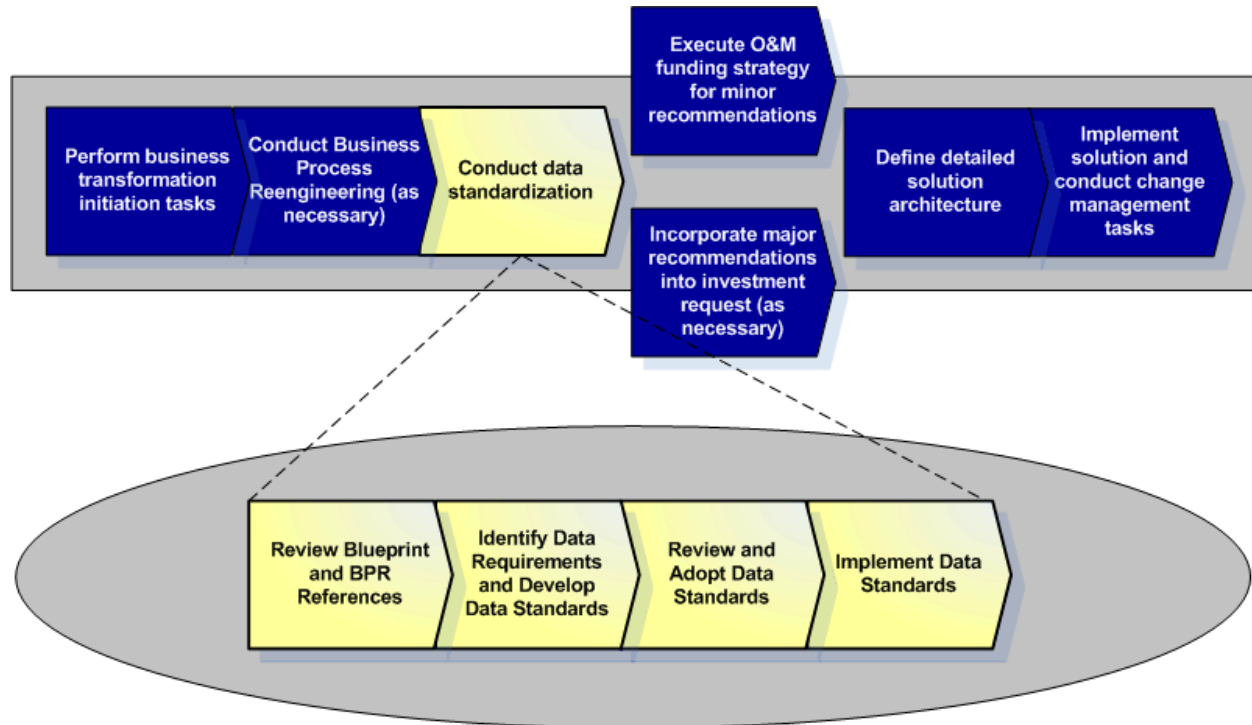 Perform business
transformation
initiation tasks
Conduct Business
Process
Reengineering (as
necessary)
Conduct data
standardization
Execute O&M
funding strategy
for minor
recommendations
Incorporate major
recommendations
into investment
request (as
necessary)
Define detailed
solution
architecture
Implement
solution and
conduct change
management
tasks
Review Blueprint
and BPR
References
Identify Data
Requirements
and Develop
Data Standards
Review and
Adopt Data
Standards
Implement Data
Standards